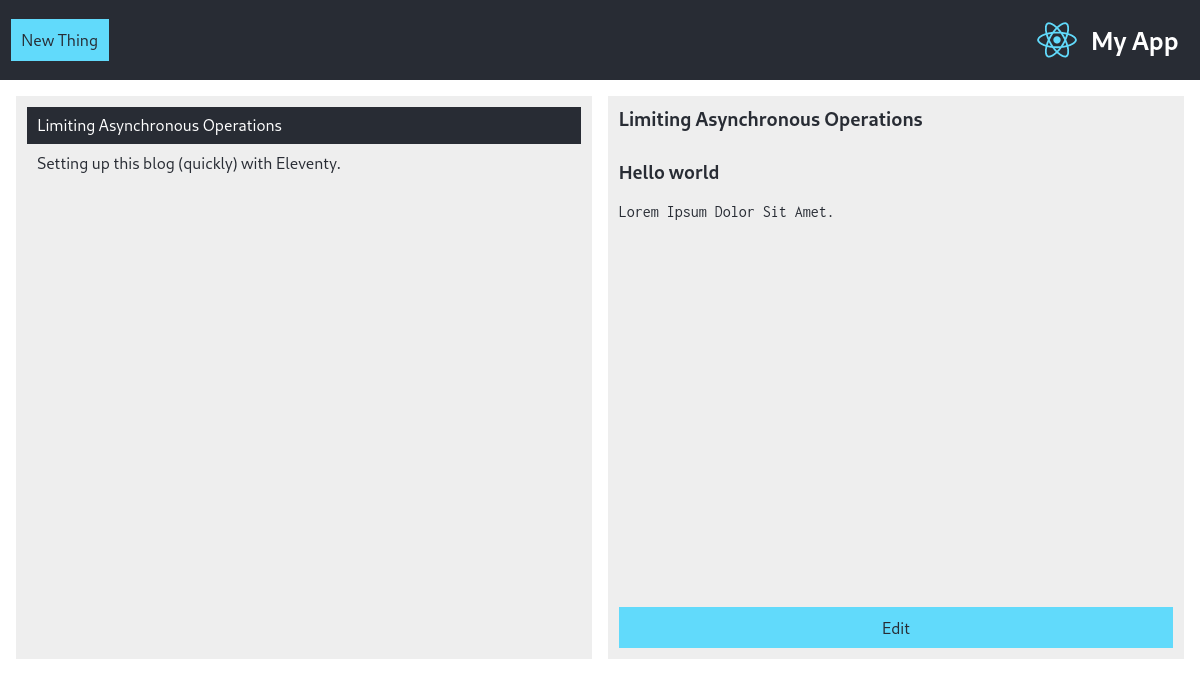 New Thing
My App
Limiting Asynchronous Operations
Setting up this blog (quickly) with Eleventy.
Limiting Asynchronous Operations
Hello world
Lorem Ipsum Dolor Sit Amet.
Edit